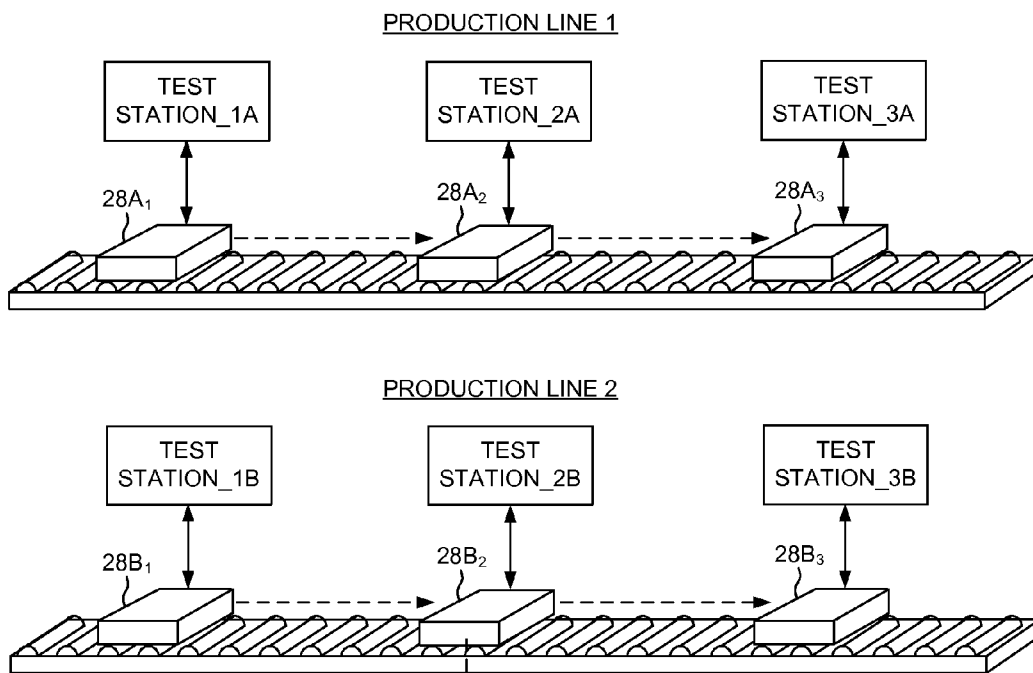 PRODUCTION LINE 1
TEST STATION_1A
TEST STATION_2A
TEST STATION_3A
28A₁
28A₂
28A₃
PRODUCTION LINE 2
TEST STATION_1B
TEST STATION_2B
TEST STATION_3B
28B₁
28B₂
28B₃